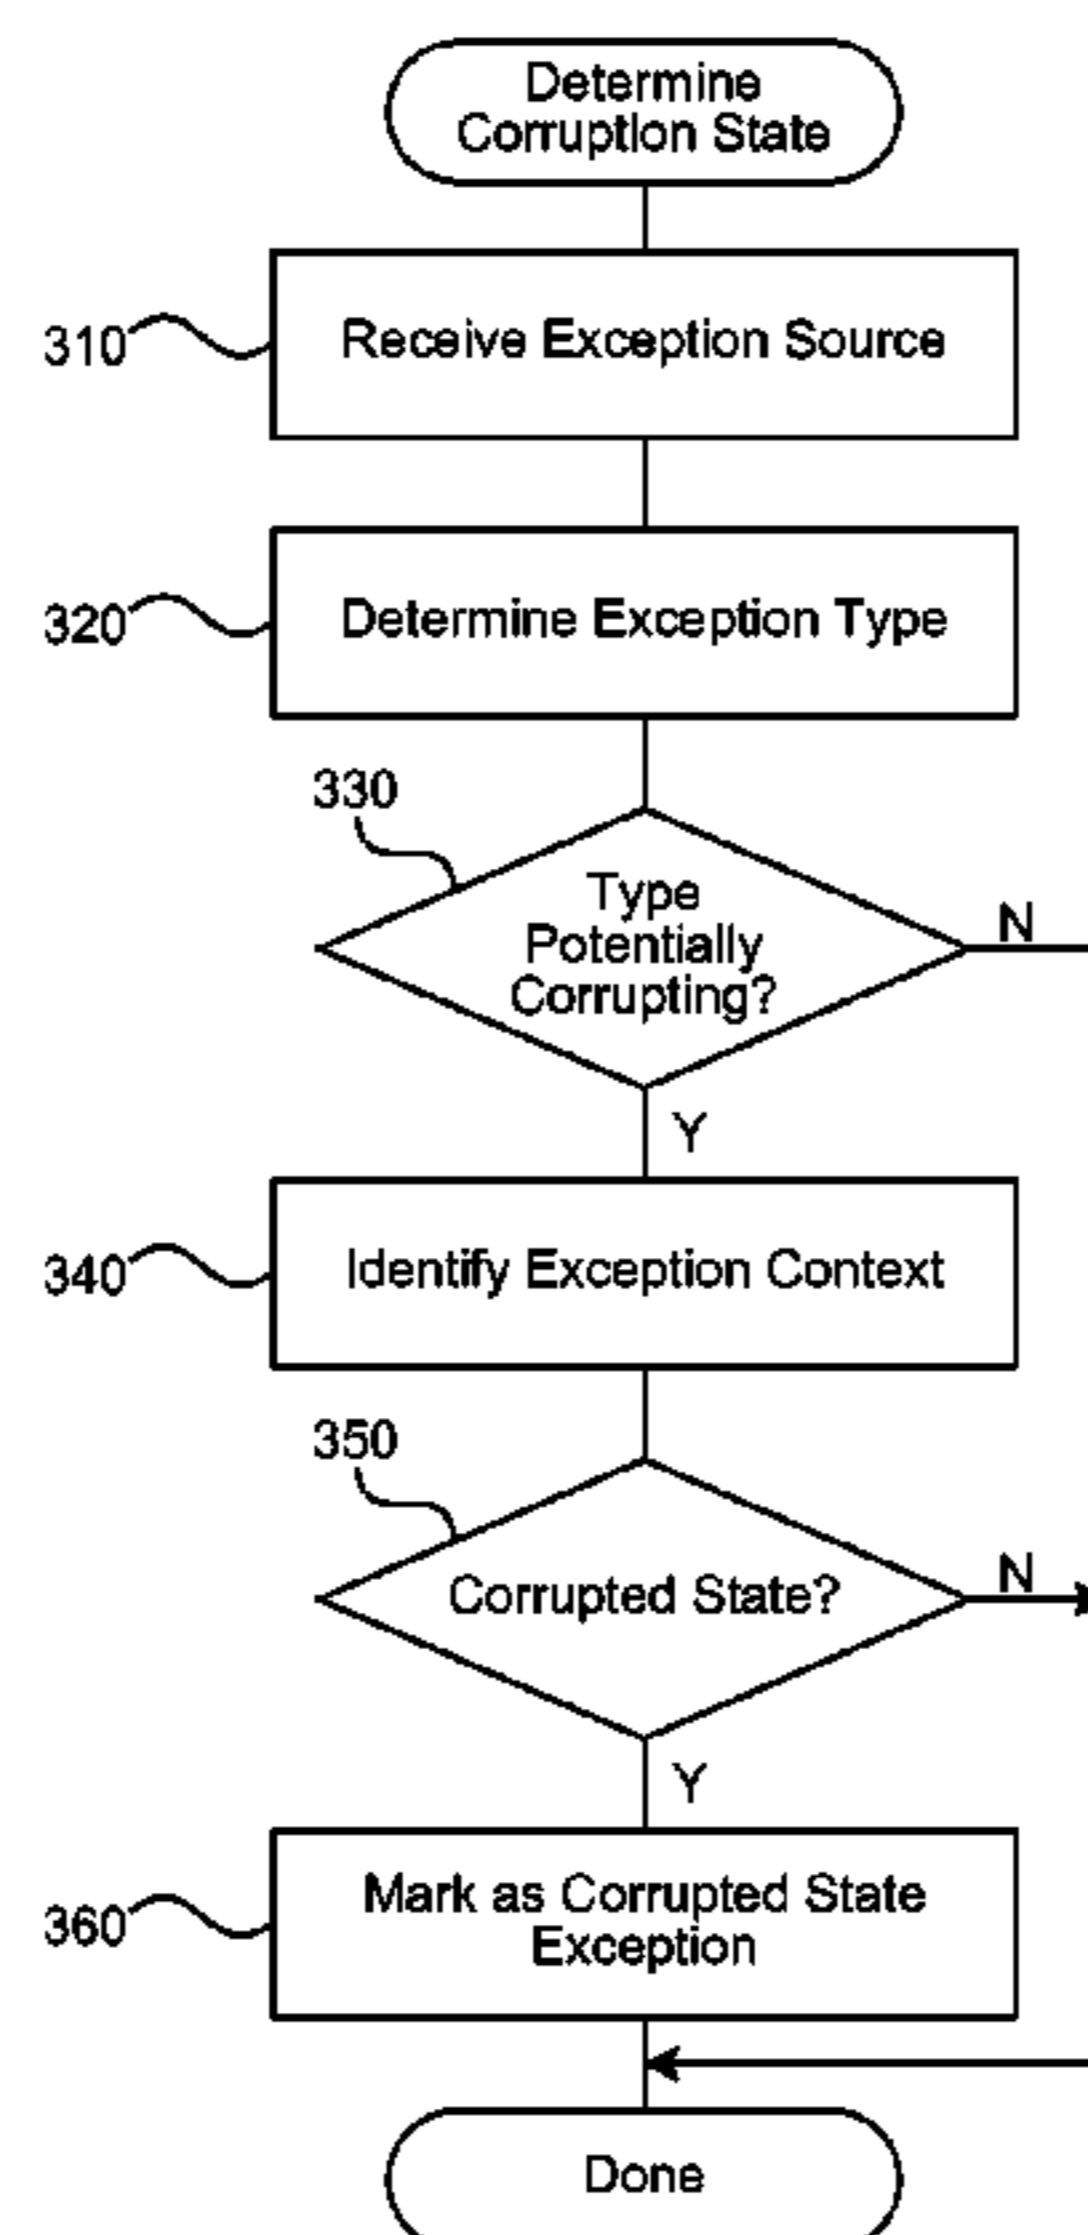 Determine
Corruption State
310
Receive Exception Source
320
Determine Exception Type
330
Type
Potentially
Corrupting?
N
Y
340
Identify Exception Context
350
Corrupted State?
N
Y
360
Mark as Corrupted State
Exception
Done